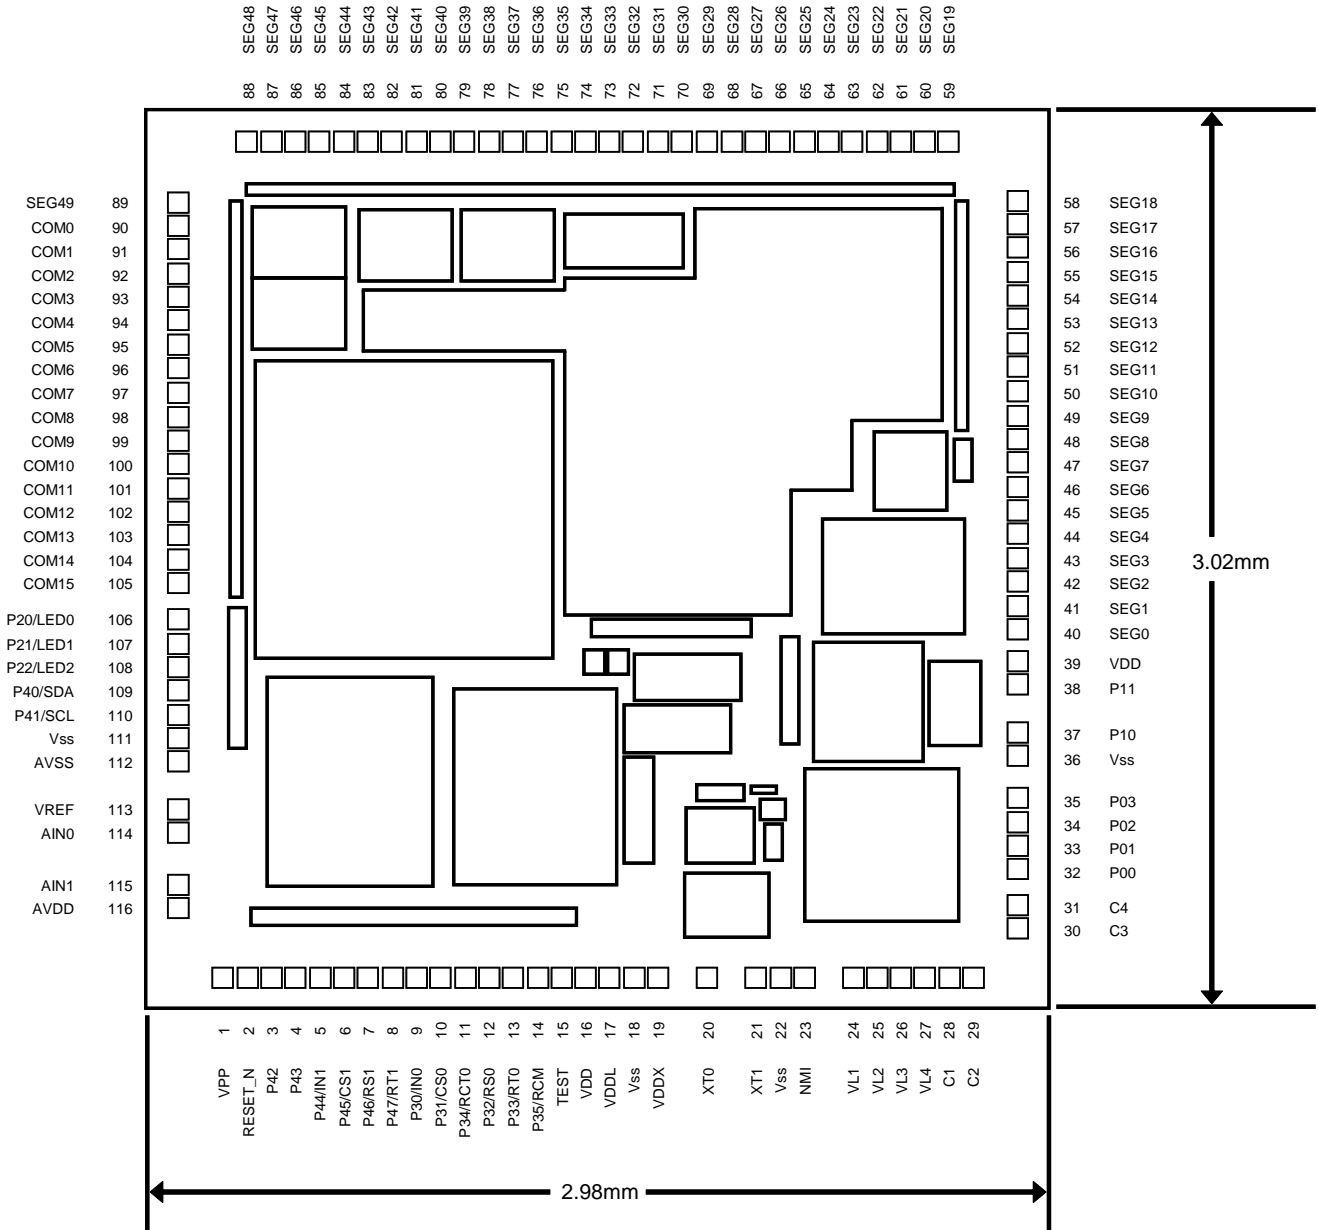 SEG48 SEG47 SEG46 SEG45 SEG44 SEG43 SEG42 SEG41 SEG40 SEG39 SEG38 SEG37 SEG36 SEG35 SEG34 SEG33 SEG32 SEG31 SEG30 SEG29 SEG28 SEG27 SEG26 SEG25 SEG24 SEG23 SEG22 SEG21 SEG20 SEG19
88 87 86 85 84 83 82 81 80 79 78 77 76 75 74 73 72 71 70 69 68 67 66 65 64 63 62 61 60 59
SEG49 89
COM0 90
COM1 91
COM2 92
COM3 93
COM4 94
COM5 95
COM6 96
COM7 97
COM8 98
COM9 99
COM10 100
COM11 101
COM12 102
COM13 103
COM14 104
COM15 105
P20/LED0 106
P21/LED1 107
P22/LED2 108
P40/SDA 109
P41/SCL 110
Vss 111
AVSS 112
VREF 113
AIN0 114
AIN1 115
AVDD 116
58 SEG18
57 SEG17
56 SEG16
55 SEG15
54 SEG14
53 SEG13
52 SEG12
51 SEG11
50 SEG10
49 SEG9
48 SEG8
47 SEG7
46 SEG6
45 SEG5
44 SEG4
43 SEG3
42 SEG2
41 SEG1
40 SEG0
39 VDD
38 P11
37 P10
36 Vss
35 P03
34 P02
33 P01
32 P00
31 C4
30 C3
3.02mm
1 2 3 4 5 6 7 8 9 10 11 12 13 14 15 16 17 18 19 20 21 22 23 24 25 26 27 28 29
VPP RESET_N P42 P43 P44/IN1 P45/CS1 P46/RS1 P47/RT1 P30/IN0 P31/CS0 P34/RCT0 P32/RS0 P33/RT0 P35/RCM TEST VDD VDDL Vss VDDX XT0 XT1 Vss NMI VL1 VL2 VL3 VL4 C1 C2
2.98mm